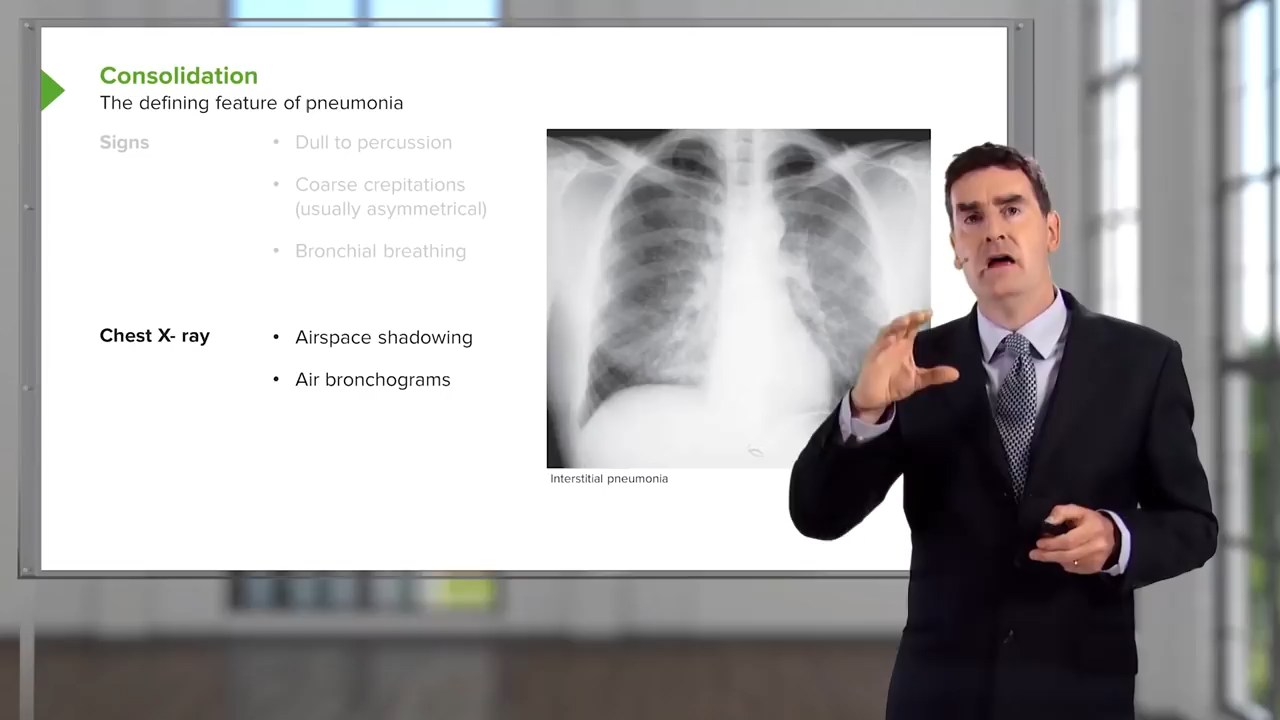 Consolidation
The defining feature of pneumonia
Signs
• Dull to percussion
• Coarse crepitations
(usually asymmetrical)
• Bronchial breathing
Chest X- ray
• Airspace shadowing
• Air bronchograms
Interstitial pneumonia